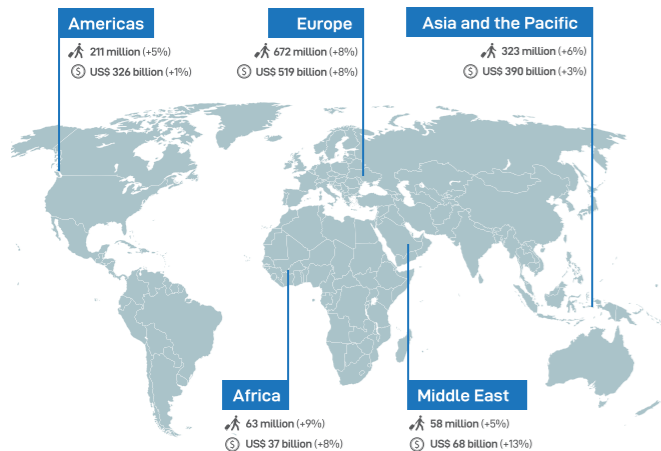 Americas
211 million (+5%)
US$ 326 billion (+1%)
Europe
672 million (+8%)
US$ 519 billion (+8%)
Asia and the Pacific
323 million (+6%)
US$ 390 billion (+3%)
Africa
63 million (+9%)
US$ 37 billion (+8%)
Middle East
58 million (+5%)
US$ 68 billion (+13%)